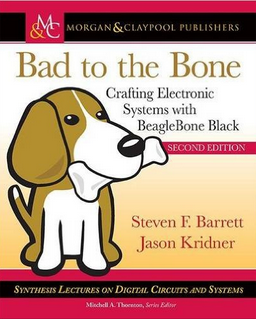 M
&C
MORGAN & CLAYPOOL PUBLISHERS
Bad to the Bone
Crafting Electronic
Systems with
BeagleBone Black
SECOND EDITION
Steven F. Barrett
Jason Kridner
SYNTHESIS LECTURES ON DIGITAL CIRCUITS AND SYSTEMS
Mitchell A. Thornton, Series Editor